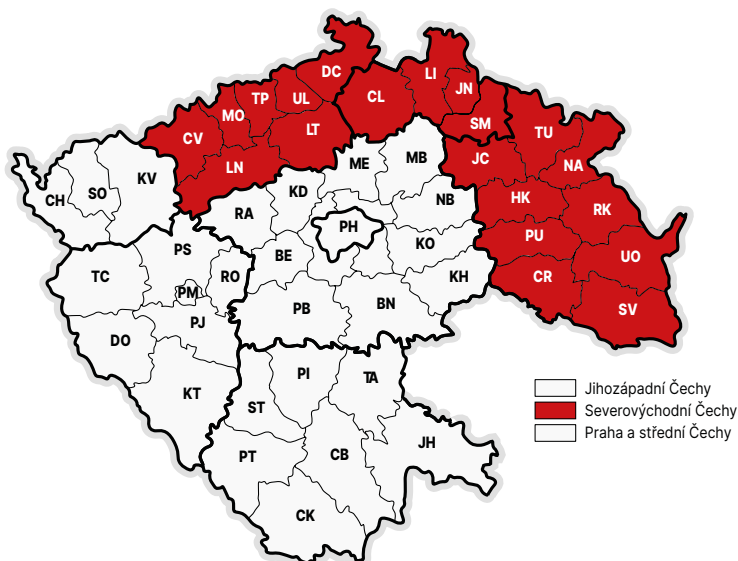 DC
LI
TP
UL
CL
JN
MO
LT
SM
TU
CV
JC
ME
MB
NA
LN
KV
CH
SO
KD
NB
HK
RK
RA
PH
PU
KO
PS
BE
UO
TC
RO
KH
CR
PM
PB
BN
SV
PJ
DO
PI
TA
KT
ST
Jihozápadní Čechy
Severovýchodní Čechy
Praha a střední Čechy
JH
PT
CB
CK